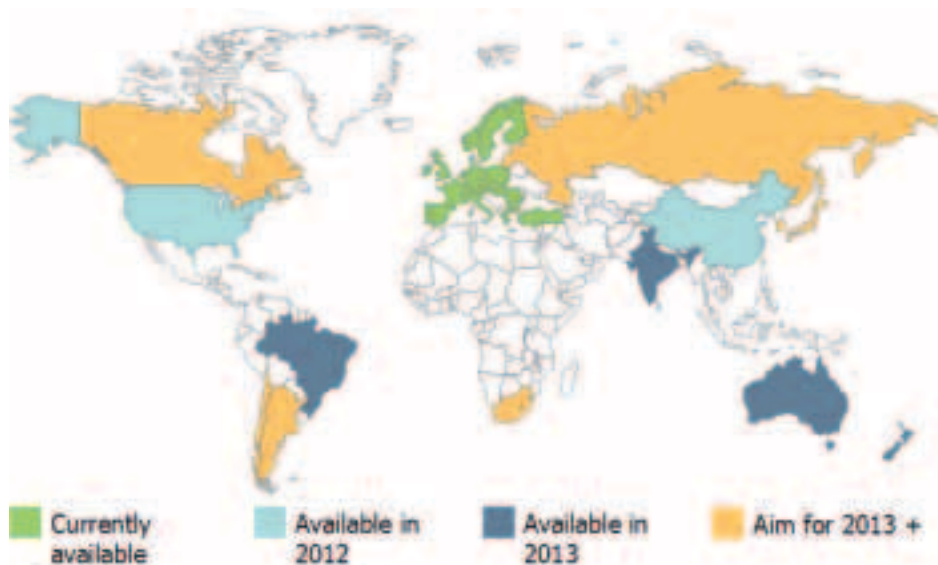 Currently
available
Available in
2012
Available in
2013
Aim for 2013 +